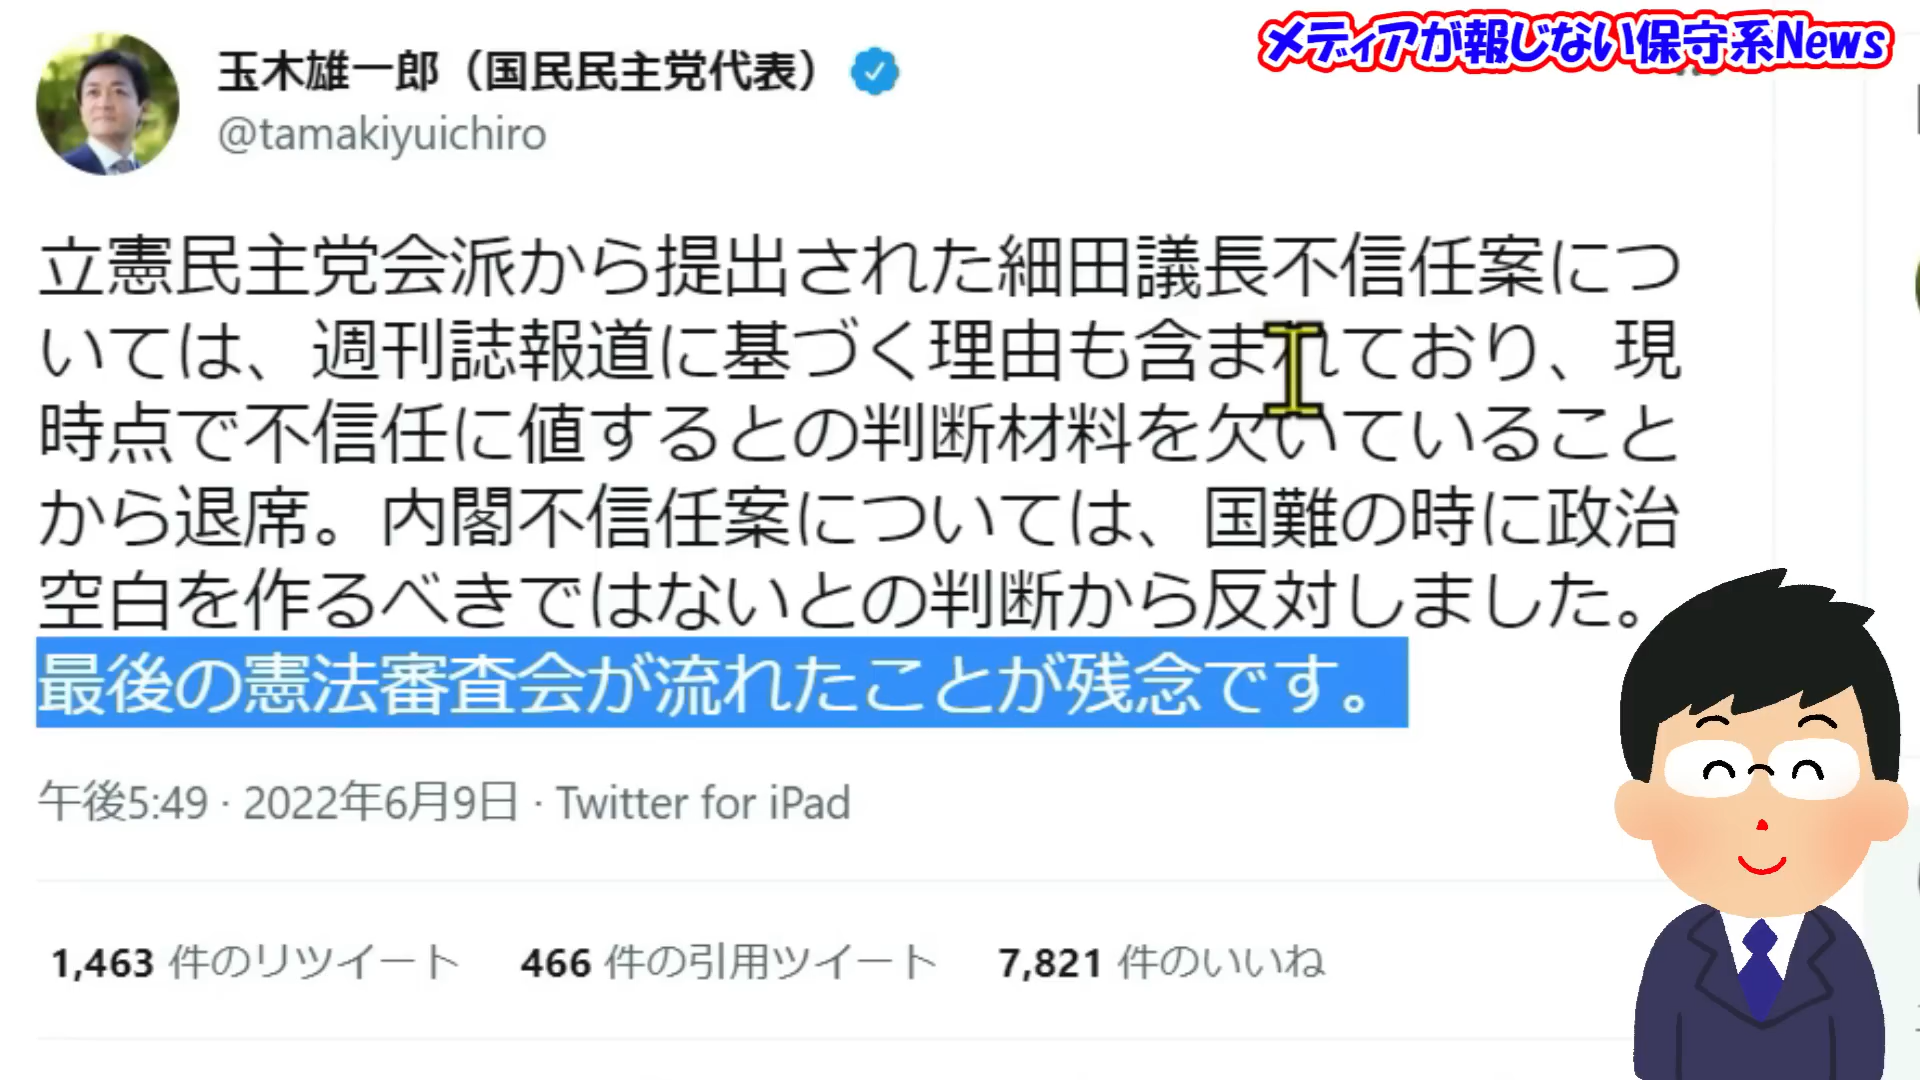 メディアが報じない保守系News
玉木雄一郎（国民民主党代表）
@tamakiyuichiro
立憲民主党会派から提出された細田議長不信任案につ
いては、週刊誌報道に基づく理由も含まれており、現
時点で不信任に値するとの判断材料を欠いていること
から退席。内閣不信任案については、国難の時に政治
空白を作るべきではないとの判断から反対しました。
最後の憲法審査会が流れたことが残念です。
午後5:49 · 2022年6月9日 · Twitter for iPad
1,463 件のリツイート 466 件の引用ツイート 7,821 件のいいね